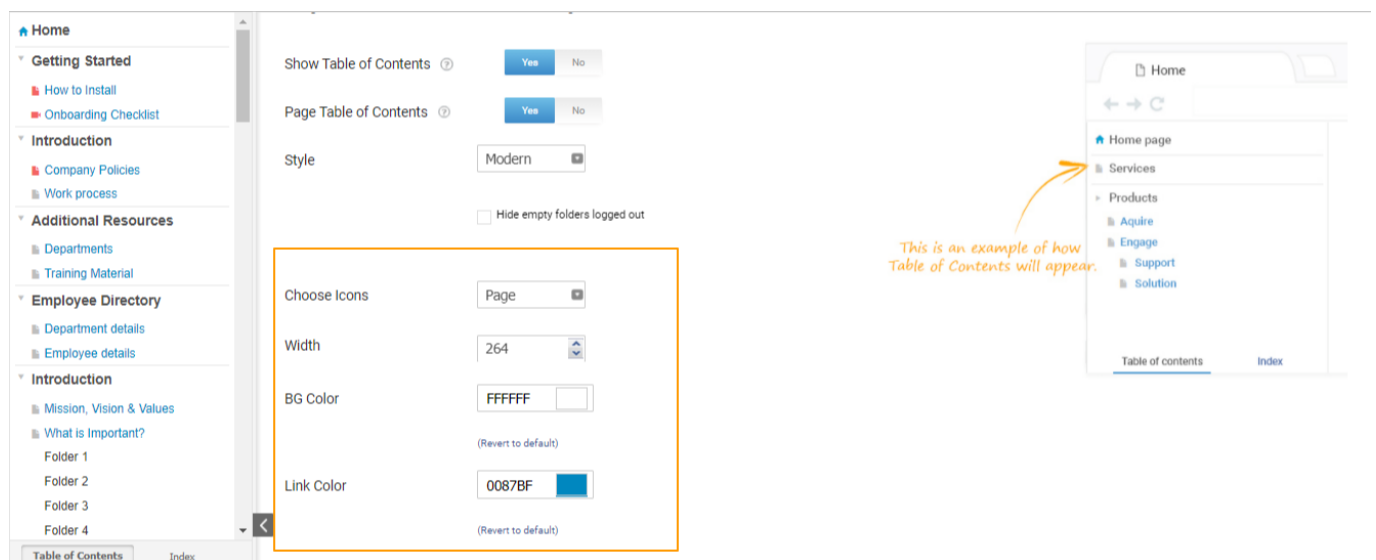 Home
Getting Started
How to Install
Onboarding Checklist
Introduction
Company Policies
Work process
Additional Resources
Departments
Training Material
Employee Directory
Department details
Employee details
Introduction
Mission, Vision & Values
What is Important?
Folder 1
Folder 2
Folder 3
Folder 4
Table of Contents Index
Show Table of Contents ? Yes No
Page Table of Contents ? Yes No
Style Modern
Hide empty folders logged out
Choose Icons Page
Width 264
BG Color FFFFFF
(Revert to default)
Link Color 0087BF
(Revert to default)
This is an example of how
Table of Contents will appear.
Home
Home page
Services
Products
Aquire
Engage
Support
Solution
Table of contents Index